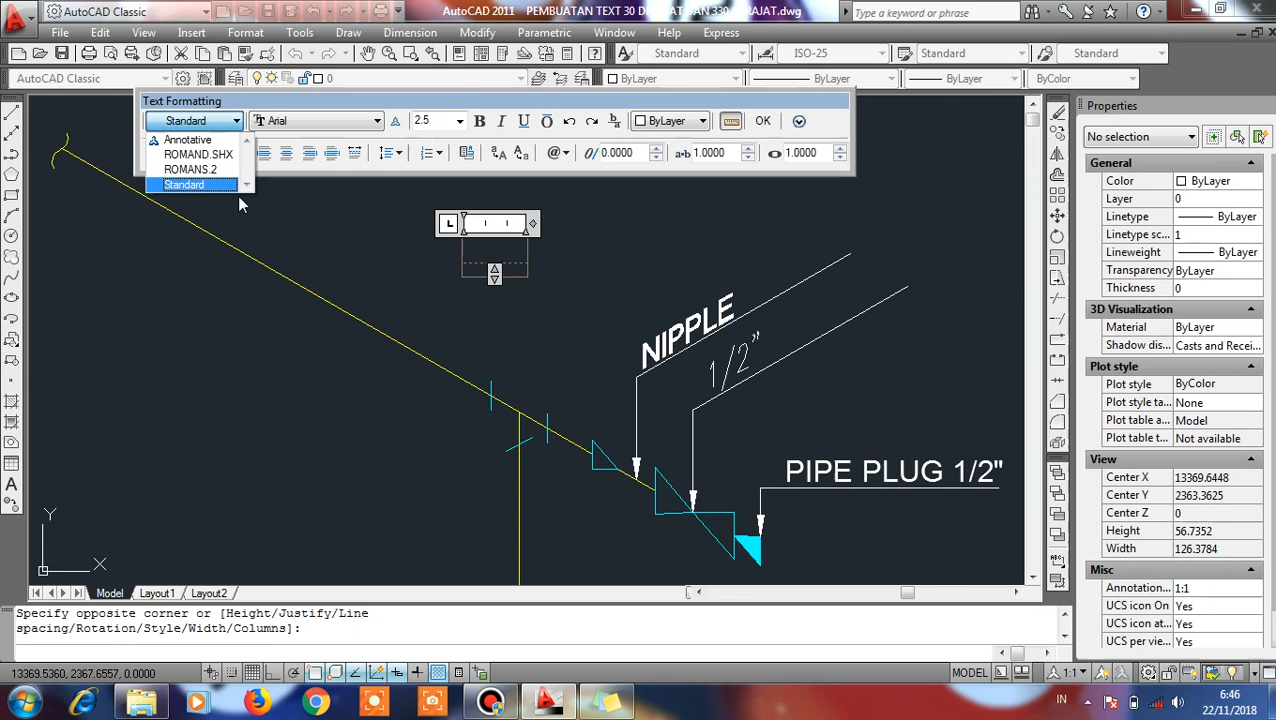 AutoCAD Classic
AutoCAD 2011 PEMBUATAN TEXT 30 D
330
RAJAT.dwg
Type a keyword or phrase
File Edit View Insert Format Tools Draw Dimension Modify Parametric Window Help Express
Standard ISO-25 Standard Standard
AutoCAD Classic 0 ByLayer ByLayer ByLayer ByColor
Text Formatting
Standard Arial 2.5 B I U O ByLayer OK
Annotative
ROMAND.SHX
ROMANS.2
Standard
@ 0/ 0.0000 a•b 1.0000 1.0000
L
NIPPLE
1/2"
PIPE PLUG 1/2"
Y
X
Properties
No selection
General
Color ByLayer
Layer 0
Linetype ByLayer
Linetype sc... 1
Lineweight ByLayer
Transparency ByLayer
Thickness 0
3D Visualization
Material ByLayer
Shadow dis... Casts and Recei...
Plot style
Plot style ByColor
Plot style ta... None
Plot table a... Model
Plot table t... Not available
View
Center X 13369.6448
Center Y 2363.3625
Center Z 0
Height 56.7352
Width 126.3784
Misc
Annotation... 1:1
UCS icon On Yes
UCS icon at... Yes
UCS per vie... Yes
Model Layout1 Layout2
Specify opposite corner or [Height/Justify/Line
spacing/Rotation/Style/Width/Columns]:
13369.5360, 2367.6557, 0.0000
MODEL
1:1
IN
6:46
22/11/2018